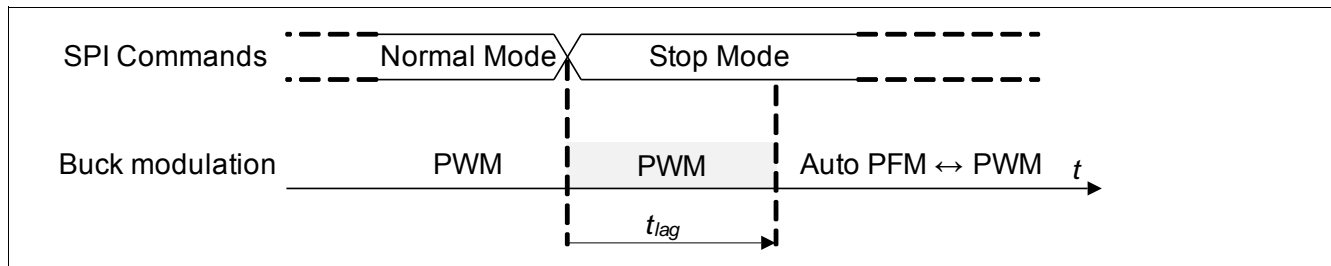 SPI Commands Normal Mode Stop Mode
Buck modulation PWM PWM Auto PFM ↔ PWM t
tlag